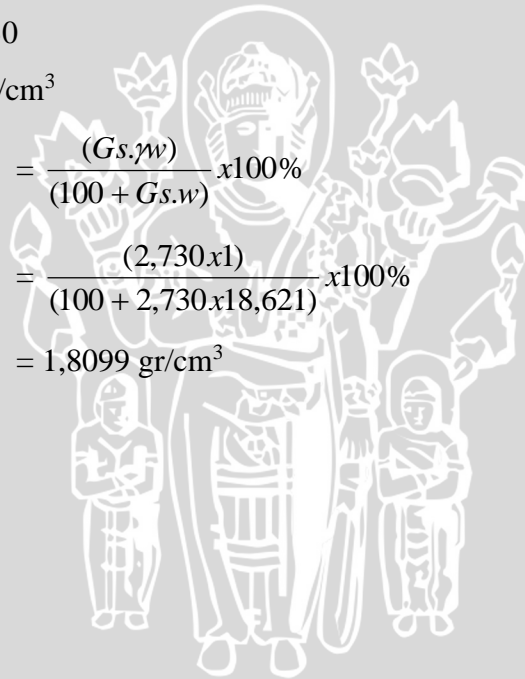 0
/cm³
= (Gs.γw) / (100 + Gs.w) x100%
= (2,730x1) / (100 + 2,730x18,621) x100%
= 1,8099 gr/cm³